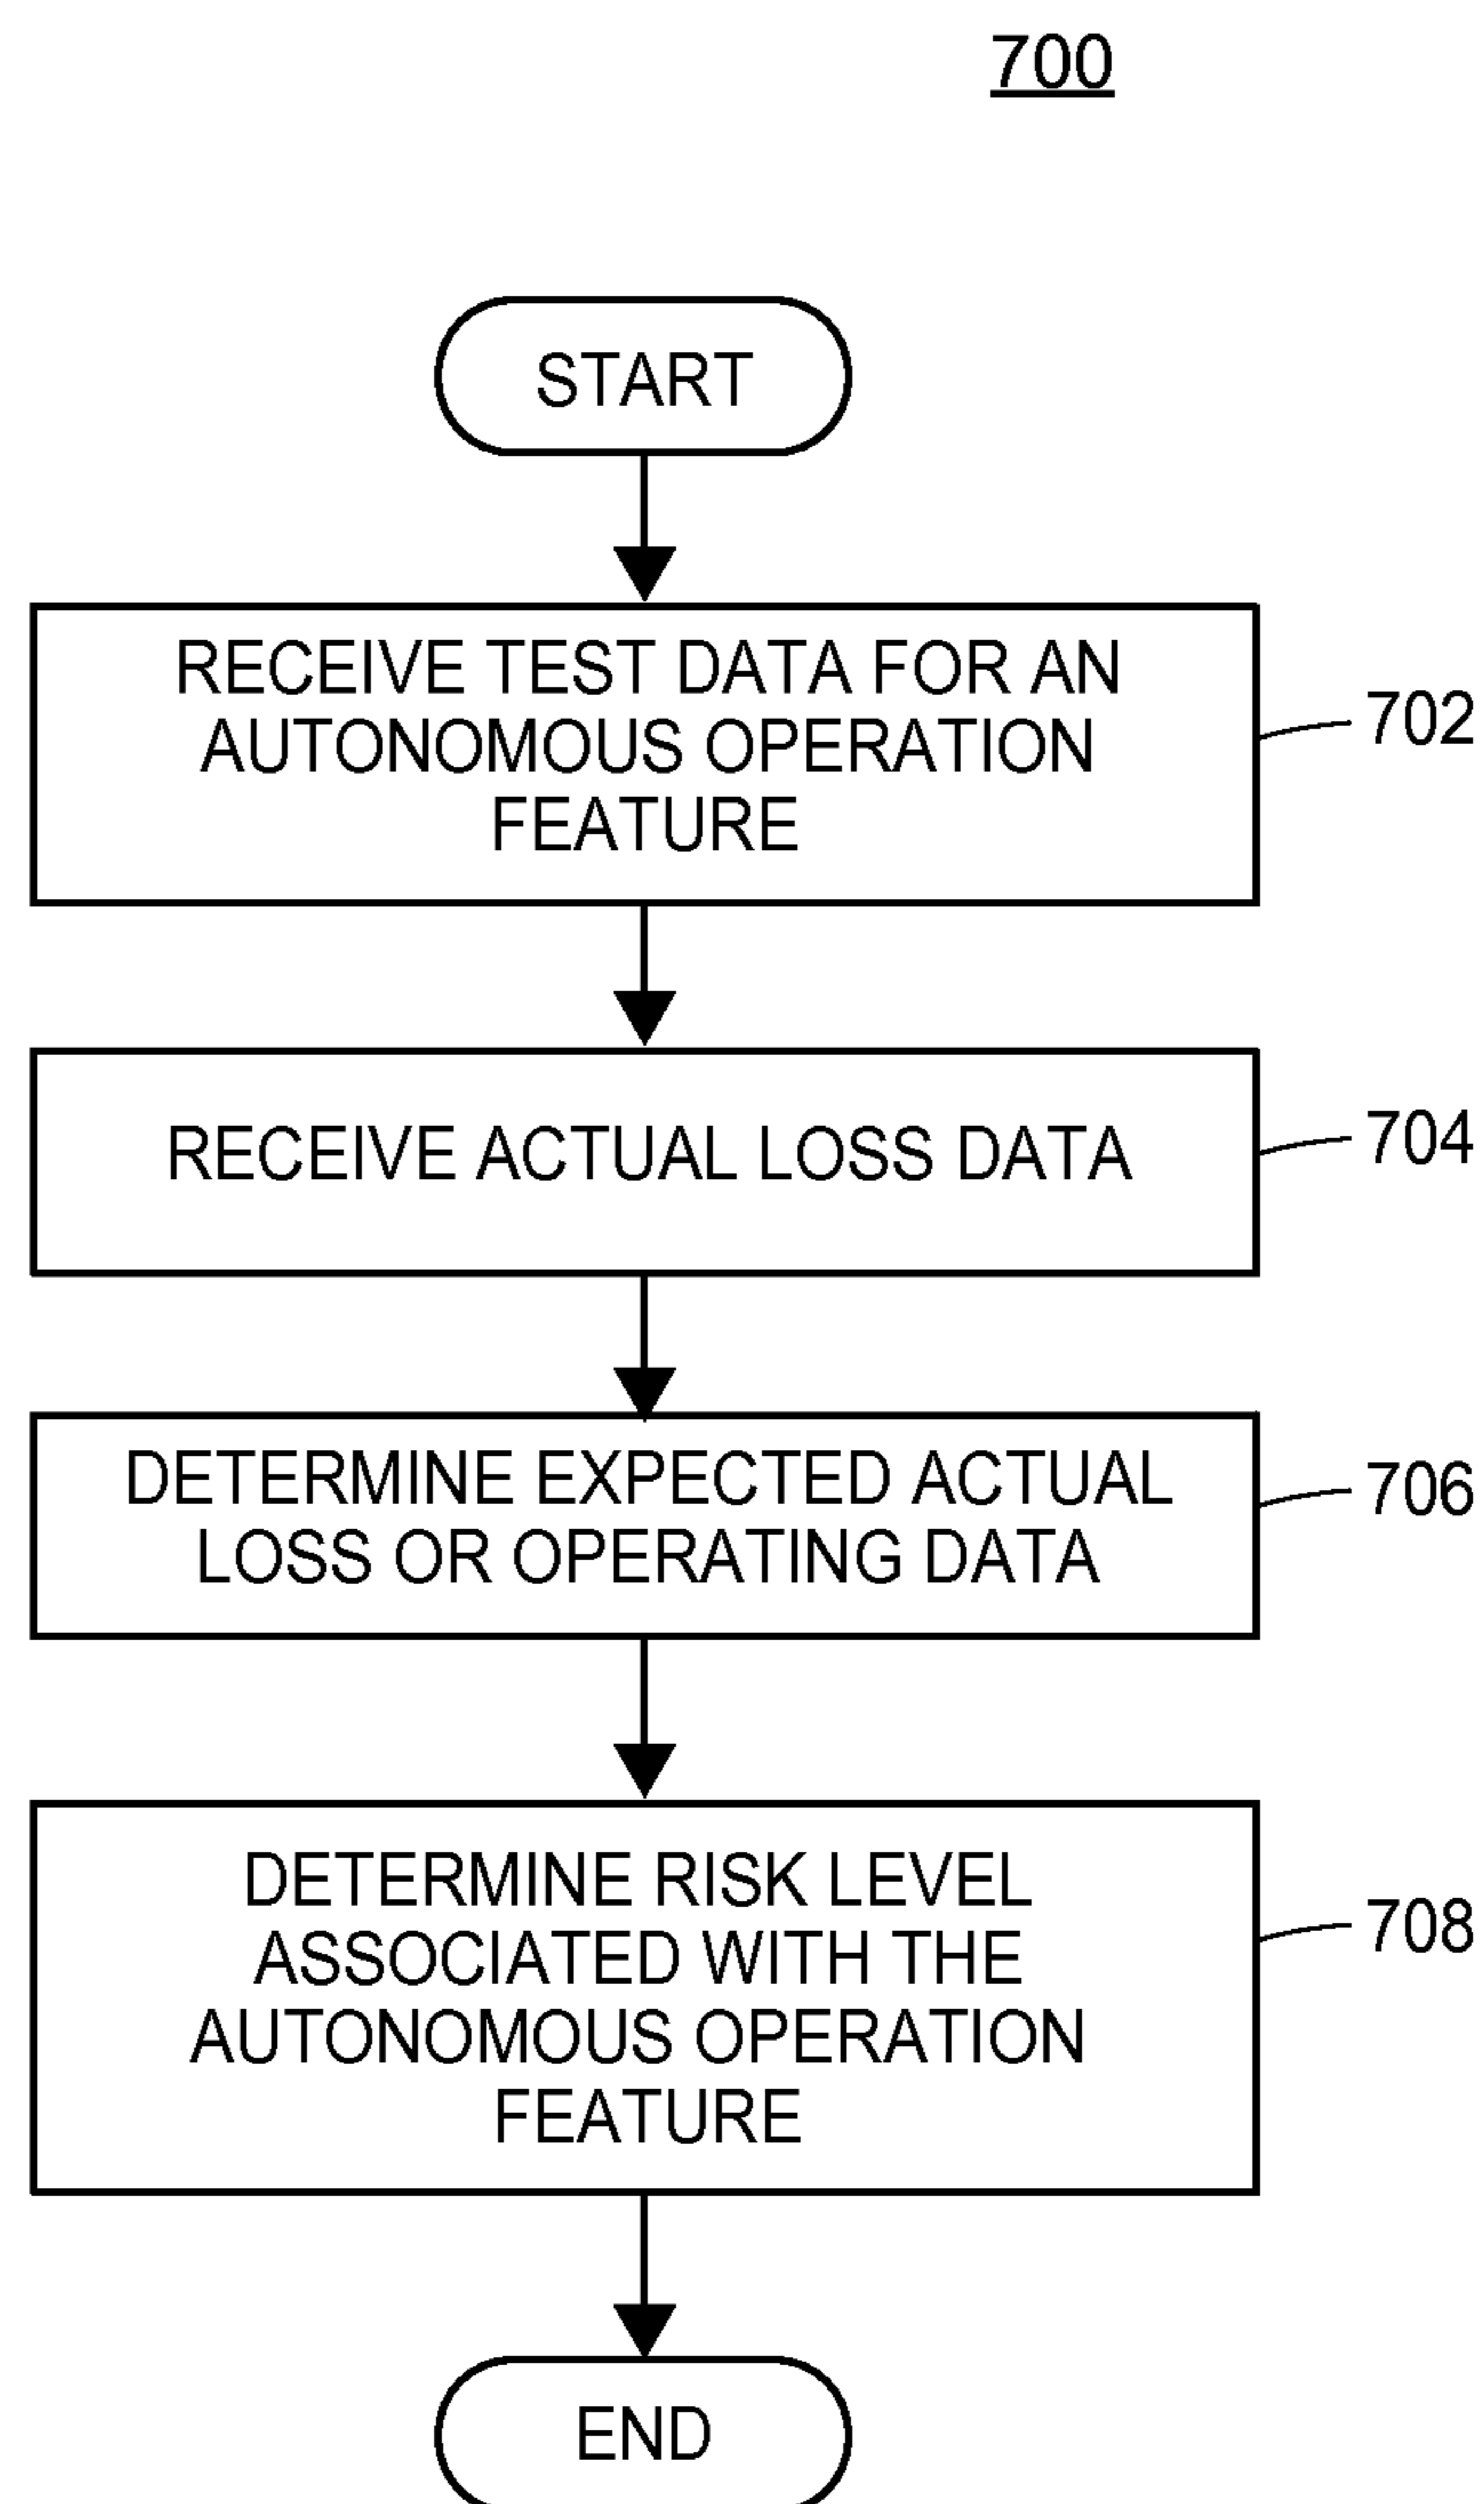 700
START
RECEIVE TEST DATA FOR AN
AUTONOMOUS OPERATION
FEATURE
702
RECEIVE ACTUAL LOSS DATA
704
DETERMINE EXPECTED ACTUAL
LOSS OR OPERATING DATA
706
DETERMINE RISK LEVEL
ASSOCIATED WITH THE
AUTONOMOUS OPERATION
FEATURE
708
END